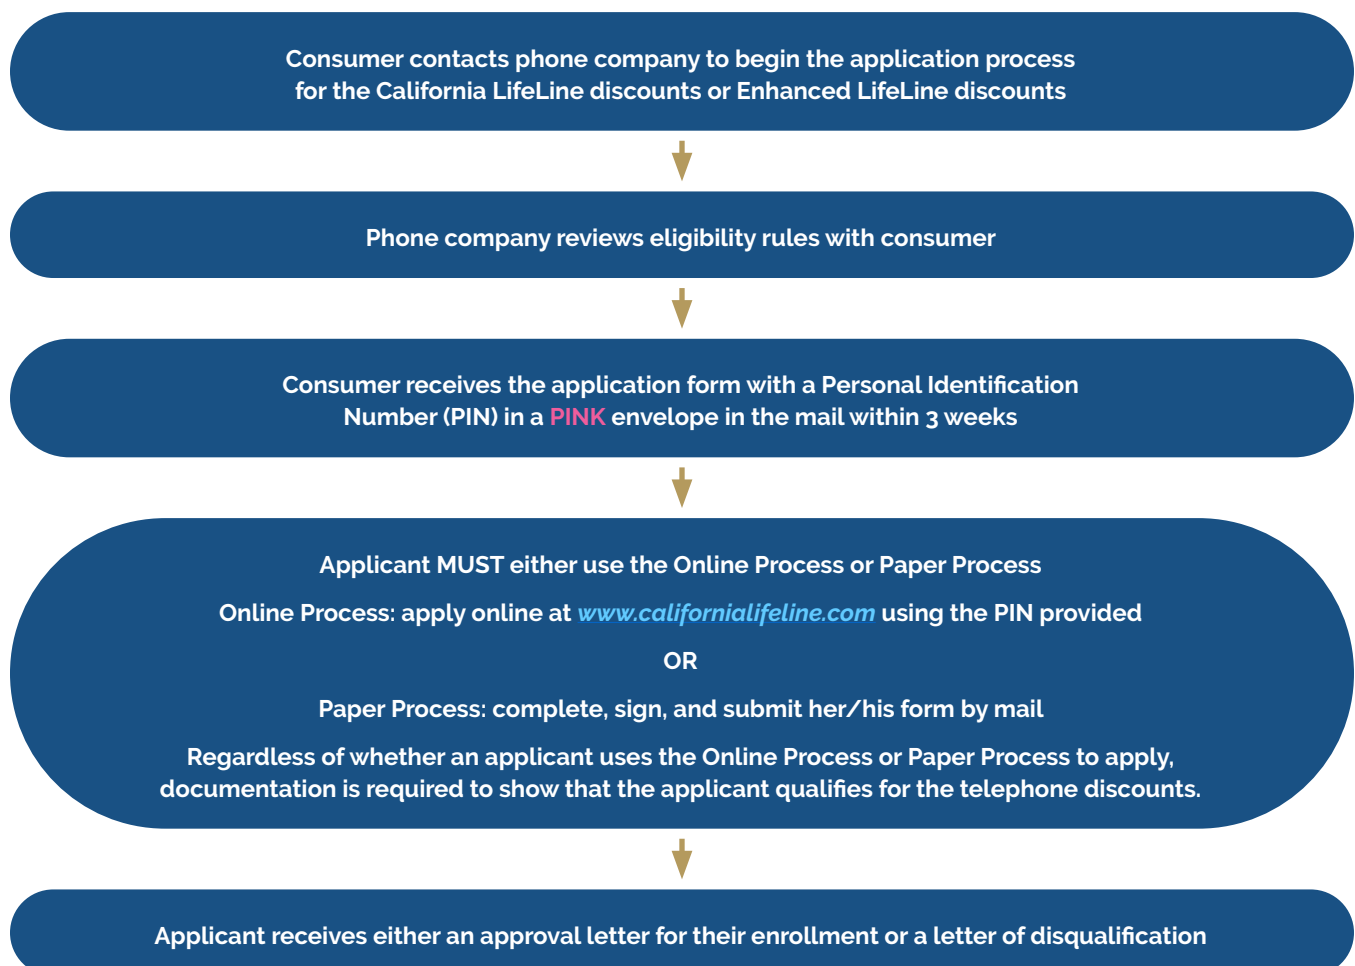 Consumer contacts phone company to begin the application process
for the California LifeLine discounts or Enhanced LifeLine discounts
Phone company reviews eligibility rules with consumer
Consumer receives the application form with a Personal Identification
Number (PIN) in a PINK envelope in the mail within 3 weeks
Applicant MUST either use the Online Process or Paper Process
Online Process: apply online at www.californialifeline.com using the PIN provided
OR
Paper Process: complete, sign, and submit her/his form by mail
Regardless of whether an applicant uses the Online Process or Paper Process to apply,
documentation is required to show that the applicant qualifies for the telephone discounts.
Applicant receives either an approval letter for their enrollment or a letter of disqualification